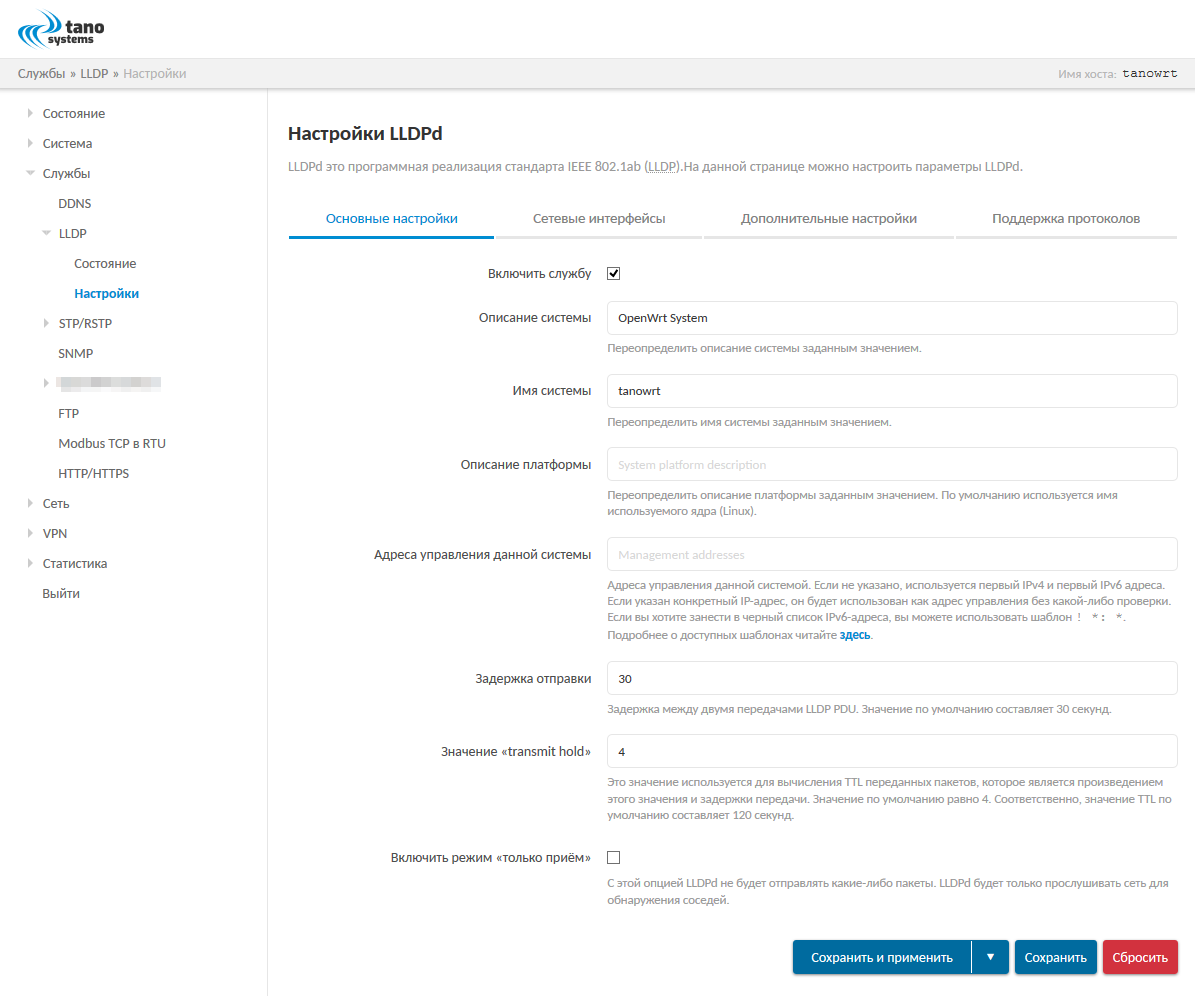 tano
systems
Службы » LLDP » Настройки
Имя хоста: tanowrt
Состояние
Система
Службы
DDNS
LLDP
Состояние
Настройки
STP/RSTP
SNMP
FTP
Modbus TCP в RTU
HTTP/HTTPS
Сеть
VPN
Статистика
Выйти
Настройки LLDPd
LLDPd это программная реализация стандарта IEEE 802.1ab (LLDP).На данной странице можно настроить параметры LLDPd.
Основные настройки
Сетевые интерфейсы
Дополнительные настройки
Поддержка протоколов
Включить службу
Описание системы
OpenWrt System
Переопределить описание системы заданным значением.
Имя системы
tanowrt
Переопределить имя системы заданным значением.
Описание платформы
System platform description
Переопределить описание платформы заданным значением. По умолчанию используется имя
используемого ядра (Linux).
Адреса управления данной системы
Management addresses
Адреса управления данной системой. Если не указано, используется первый IPv4 и первый IPv6 адреса.
Если указан конкретный IP-адрес, он будет использован как адрес управления без какой-либо проверки.
Если вы хотите занести в черный список IPv6-адреса, вы можете использовать шаблон ! *: *.
Подробнее о доступных шаблонах читайте здесь.
Задержка отправки
30
Задержка между двумя передачами LLDP PDU. Значение по умолчанию составляет 30 секунд.
Значение «transmit hold»
4
Это значение используется для вычисления TTL переданных пакетов, которое является произведением
этого значения и задержки передачи. Значение по умолчанию равно 4. Соответственно, значение TTL по
умолчанию составляет 120 секунд.
Включить режим «только приём»
С этой опцией LLDPd не будет отправлять какие-либо пакеты. LLDPd будет только прослушивать сеть для
обнаружения соседей.
Сохранить и применить
Сохранить
Сбросить